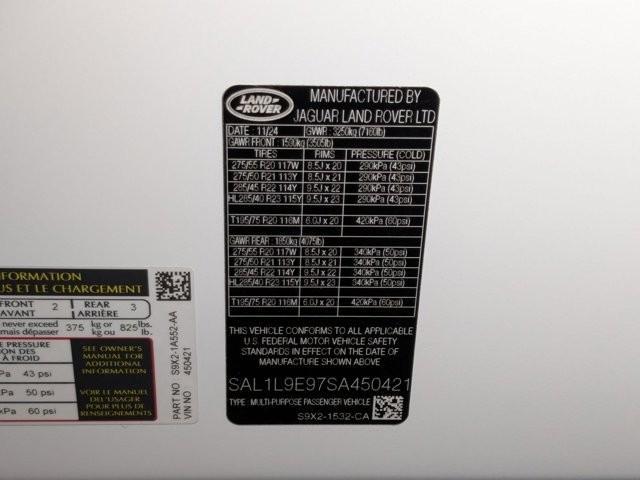 LAND-
ROVER
MANUFACTURED BY
JAGUAR LAND ROVER LTD
DATE : 11/24 GVWR : 3250kg (7160lb)
GAWR FRONT : 1590kg (3505lb)
TIRES RIMS PRESSURE (COLD)
275/55 R20 117W 8.5J x 20 290kPa (43psi)
275/50 R21 113Y 8.5J x 21 290kPa (43psi)
285/45 R22 114Y 9.5J x 22 290kPa (43psi)
HL285/40 R23 115Y 9.5J x 23 290kPa (43psi)
T195/75 R20 116M 6.0J x 20 420kPa (60psi)
GAWR REAR : 1850kg (4075lb)
275/55 R20 117W 8.5J x 20 340kPa (50psi)
275/50 R21 113Y 8.5J x 21 340kPa (50psi)
285/45 R22 114Y 9.5J x 22 340kPa (50psi)
HL285/40 R23 115Y 9.5J x 23 340kPa (50psi)
T195/75 R20 116M 6.0J x 20 420kPa (60psi)
THIS VEHICLE CONFORMS TO ALL APPLICABLE
U.S. FEDERAL MOTOR VEHICLE SAFETY
STANDARDS IN EFFECT ON THE DATE OF
MANUFACTURE SHOWN ABOVE
SAL1L9E97SA450421
TYPE : MULTI-PURPOSE PASSENGER VEHICLE
S9X2-1532-CA
INFORMATION
US ET LE CHARGEMENT
FRONT 2 REAR 3
AVANT ARRIÈRE
never exceed 375 kg or 825 lbs.
mais dépasser kg ou lb.
PRESSURE
DES
À FROID
kPa 43 psi
kPa 50 psi
kPa 60 psi
SEE OWNER'S
MANUAL FOR
ADDITIONAL
INFORMATION
VOIR LE MANUEL
DE L'USAGER
POUR PLUS DE
RENSEIGNEMENTS
PART NO S9X2-1A552-AA
VIN NO 450421